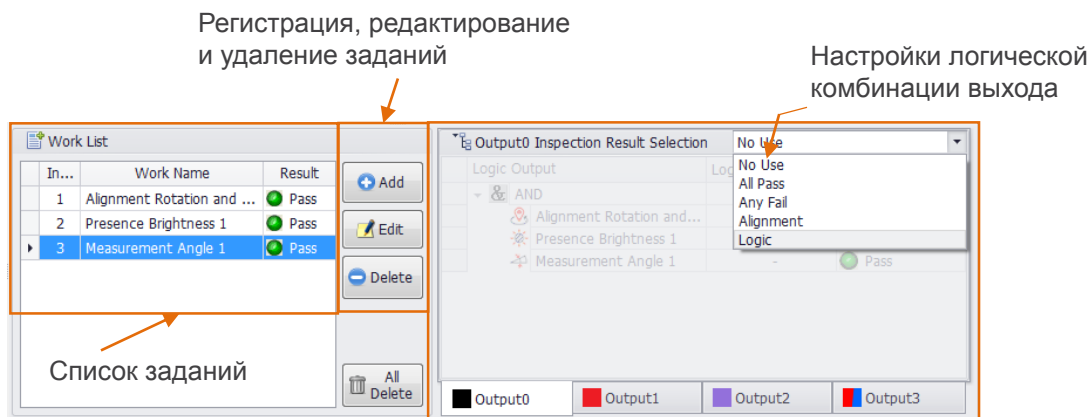 Регистрация, редактирование
и удаление заданий
Настройки логической
комбинации выхода
Work List
In... Work Name Result
1 Alignment Rotation and ... Pass
2 Presence Brightness 1 Pass
3 Measurement Angle 1 Pass
Add
Edit
Delete
All
Delete
Список заданий
Output0 Inspection Result Selection No Use
Logic Output Log
No Use
All Pass
Any Fail
Alignment
Logic
AND
Alignment Rotation and...
Presence Brightness 1
Measurement Angle 1 - Pass
Output0 Output1 Output2 Output3